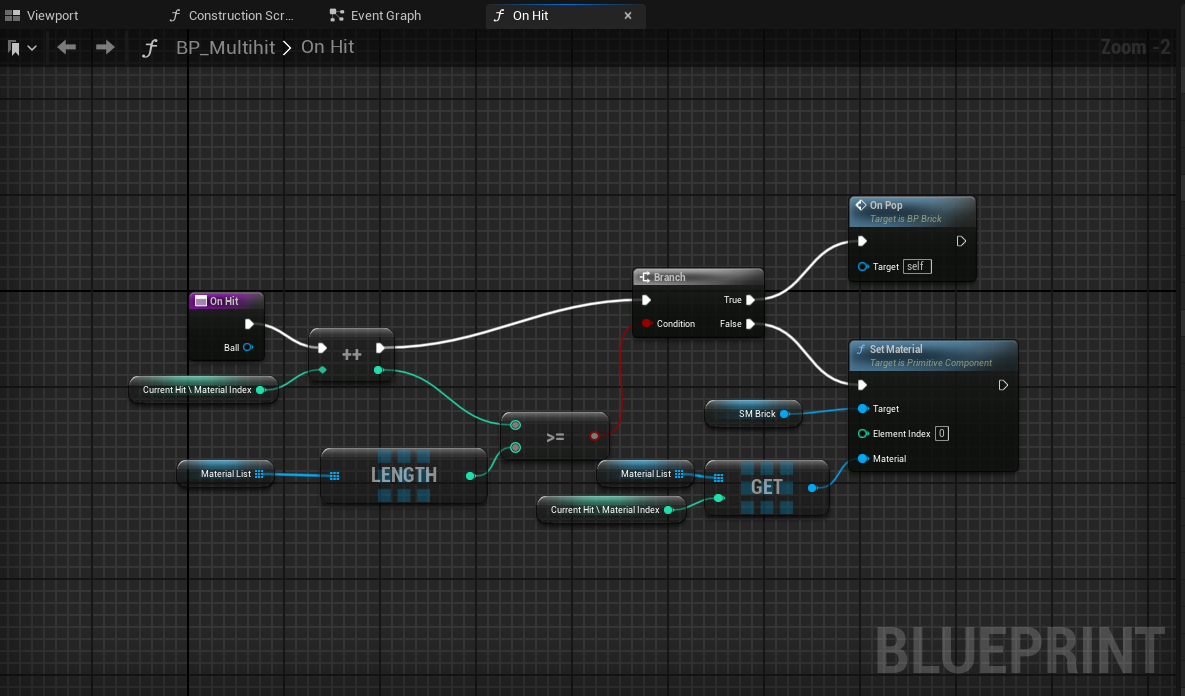 Viewport
Construction Scr...
Event Graph
On Hit
BP_Multihit > On Hit
Zoom -2
On Pop
Target is BP Brick
Target self
Branch
True
Condition False
On Hit
Ball
++
Current Hit \ Material Index
Set Material
Target is Primitive Component
Target
Element Index 0
Material
SM Brick
>=
Material List
LENGTH
Material List
GET
Current Hit \ Material Index
BLUEPRINT